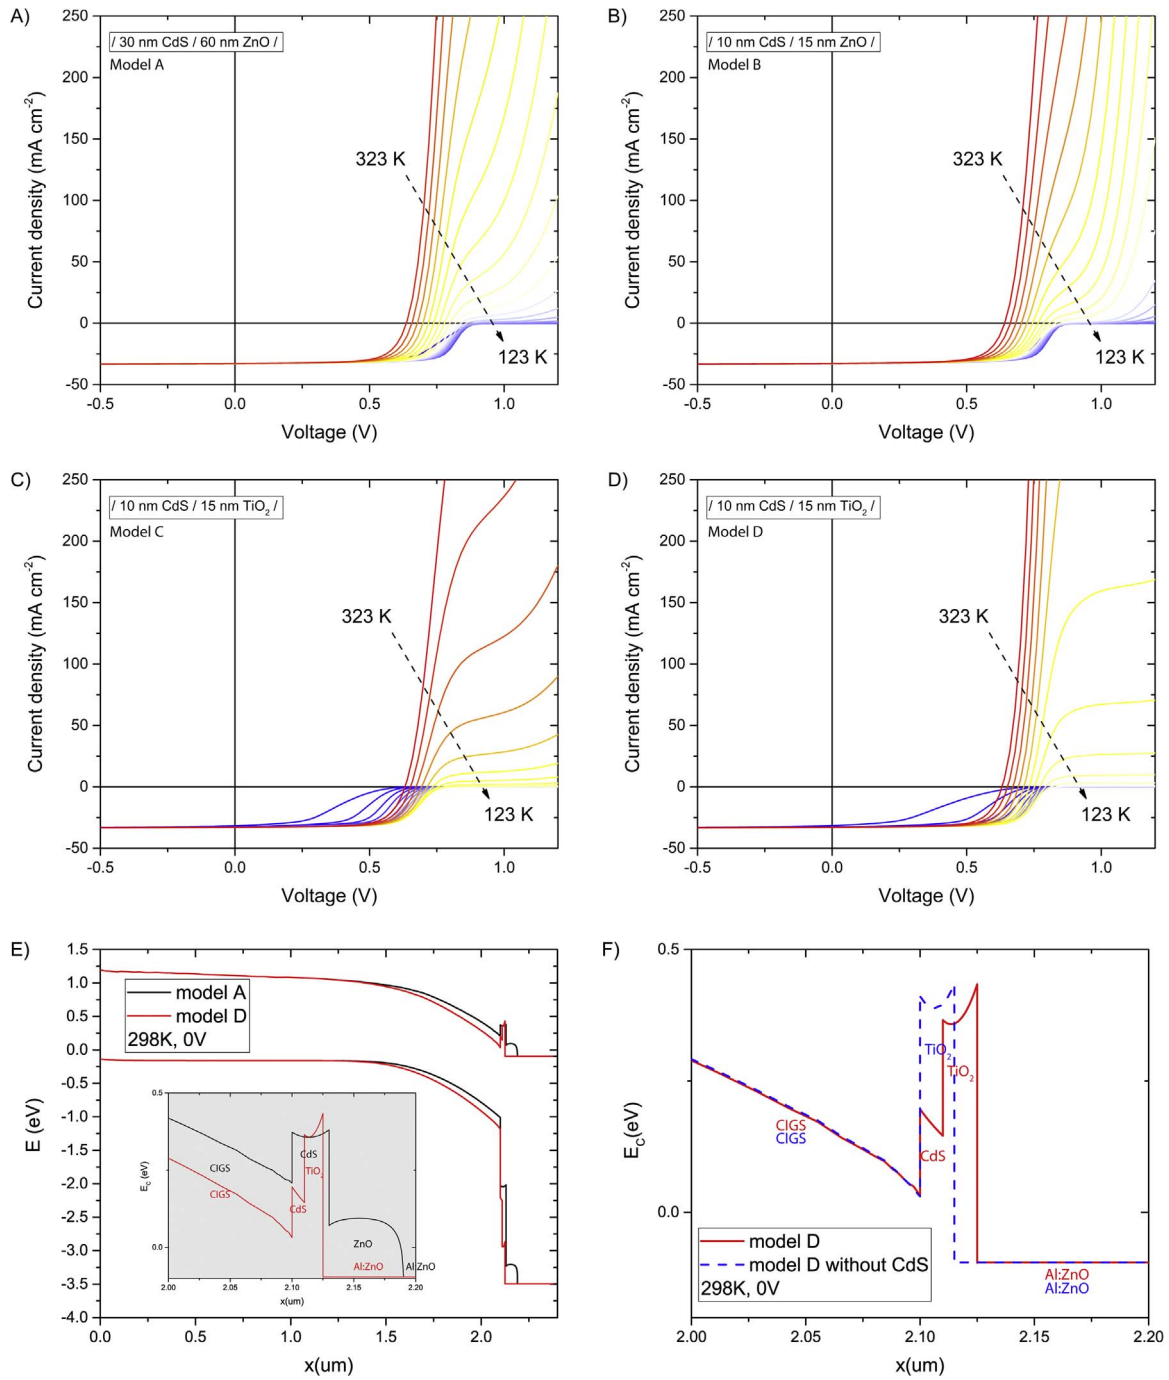 A)
250
200
150
100
50
0
-50
-0.5
0.0
0.5
1.0
Current density (mA cm⁻²)
Voltage (V)
/ 30 nm CdS / 60 nm ZnO /
Model A
323 K
123 K
B)
250
200
150
100
50
0
-50
-0.5
0.0
0.5
1.0
Current density (mA cm⁻²)
Voltage (V)
/ 10 nm CdS / 15 nm ZnO /
Model B
323 K
123 K
C)
250
200
150
100
50
0
-50
-0.5
0.0
0.5
1.0
Current density (mA cm⁻²)
Voltage (V)
/ 10 nm CdS / 15 nm TiO₂ /
Model C
323 K
123 K
D)
250
200
150
100
50
0
-50
-0.5
0.0
0.5
1.0
Current density (mA cm⁻²)
Voltage (V)
/ 10 nm CdS / 15 nm TiO₂ /
Model D
323 K
123 K
E)
1.5
1.0
0.5
0.0
-0.5
-1.0
-1.5
-2.0
-2.5
-3.0
-3.5
-4.0
0.0
0.5
1.0
1.5
2.0
E (eV)
x(um)
model A
model D
298K, 0V
0.5
0.0
E_C (eV)
2.00
2.05
2.10
2.15
2.20
x(um)
CIGS
CIGS
CdS
CdS
TiO₂
ZnO
Al:ZnO
Al:ZnO
F)
0.5
0.0
E_C(eV)
2.00
2.05
2.10
2.15
2.20
x(um)
TiO₂
TiO₂
CIGS
CIGS
CdS
model D
model D without CdS
298K, 0V
Al:ZnO
Al:ZnO